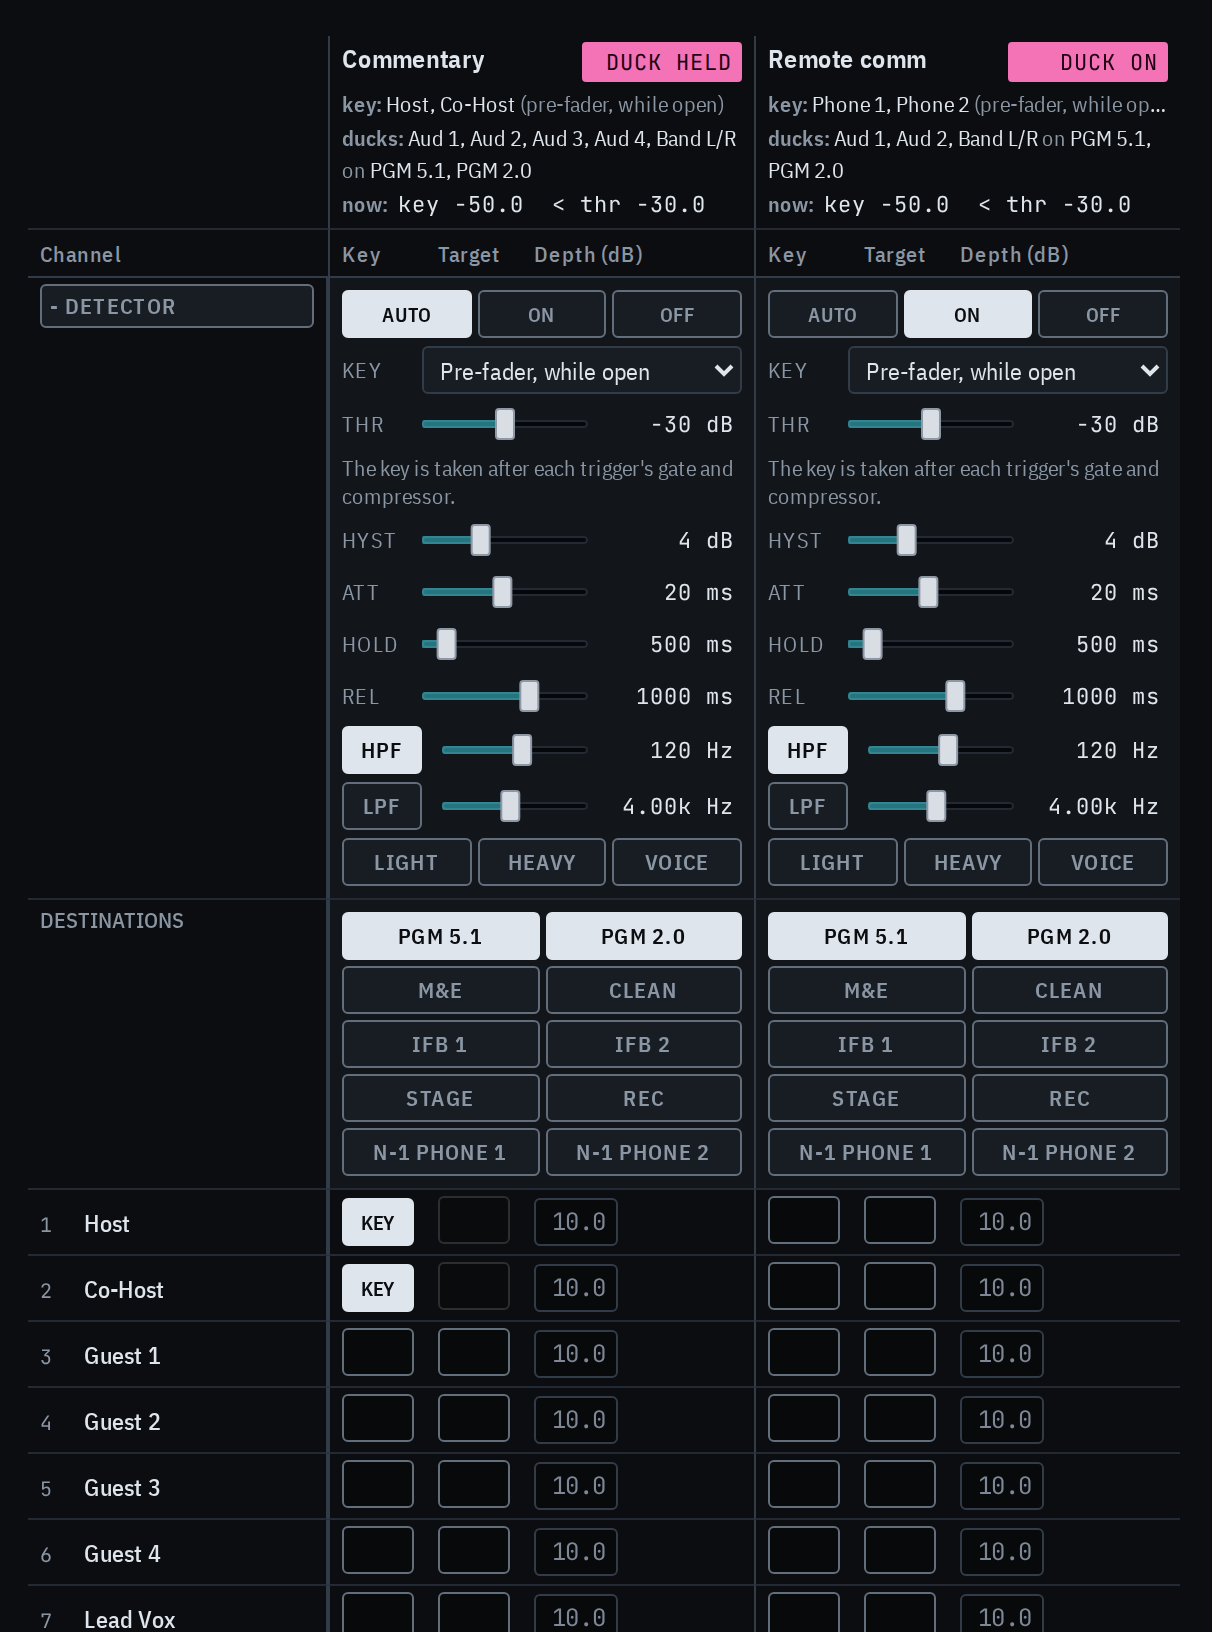 Commentary DUCK HELD Remote comm DUCK ON
key: Host, Co-Host (pre-fader, while open) key: Phone 1, Phone 2 (pre-fader, while op...
ducks: Aud 1, Aud 2, Aud 3, Aud 4, Band L/R ducks: Aud 1, Aud 2, Band L/R on PGM 5.1,
on PGM 5.1, PGM 2.0 PGM 2.0
now: key -50.0 < thr -30.0 now: key -50.0 < thr -30.0
Channel Key Target Depth (dB) Key Target Depth (dB)
- DETECTOR AUTO ON OFF AUTO ON OFF
KEY Pre-fader, while open KEY Pre-fader, while open
THR -30 dB THR -30 dB
The key is taken after each trigger's gate and The key is taken after each trigger's gate and
compressor. compressor.
HYST 4 dB HYST 4 dB
ATT 20 ms ATT 20 ms
HOLD 500 ms HOLD 500 ms
REL 1000 ms REL 1000 ms
HPF 120 Hz HPF 120 Hz
LPF 4.00k Hz LPF 4.00k Hz
LIGHT HEAVY VOICE LIGHT HEAVY VOICE
DESTINATIONS PGM 5.1 PGM 2.0 PGM 5.1 PGM 2.0
M&E CLEAN M&E CLEAN
IFB 1 IFB 2 IFB 1 IFB 2
STAGE REC STAGE REC
N-1 PHONE 1 N-1 PHONE 2 N-1 PHONE 1 N-1 PHONE 2
1 Host KEY 10.0 10.0
2 Co-Host KEY 10.0 10.0
3 Guest 1 10.0 10.0
4 Guest 2 10.0 10.0
5 Guest 3 10.0 10.0
6 Guest 4 10.0 10.0
7 Lead Vox 10.0 10.0